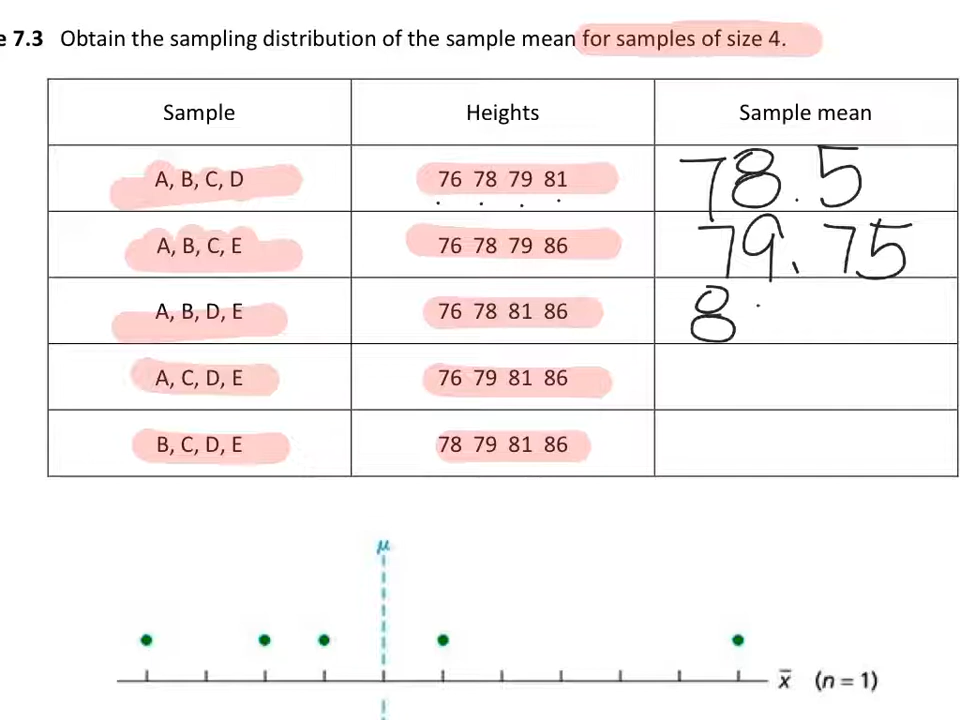 e 7.3 Obtain the sampling distribution of the sample mean for samples of size 4.
Sample Heights Sample mean
A, B, C, D 76 78 79 81 78.5
A, B, C, E 76 78 79 86 79.75
A, B, D, E 76 78 81 86 8
A, C, D, E 76 79 81 86
B, C, D, E 78 79 81 86
μ
x̄ (n = 1)